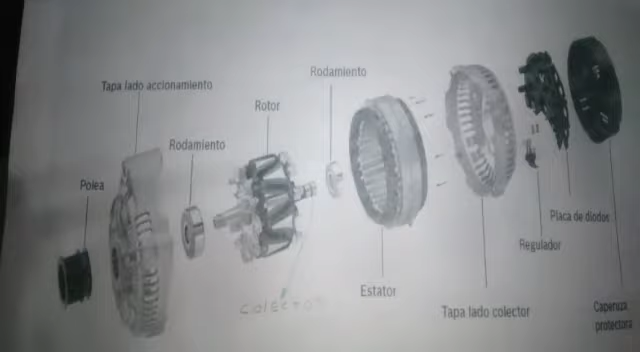 Tapa lado accionamiento
Rodamiento
Rotor
Rodamiento
Polea
Placa de diodos
Regulador
Estator
Colector
Tapa lado colector
Caperuza
protectora